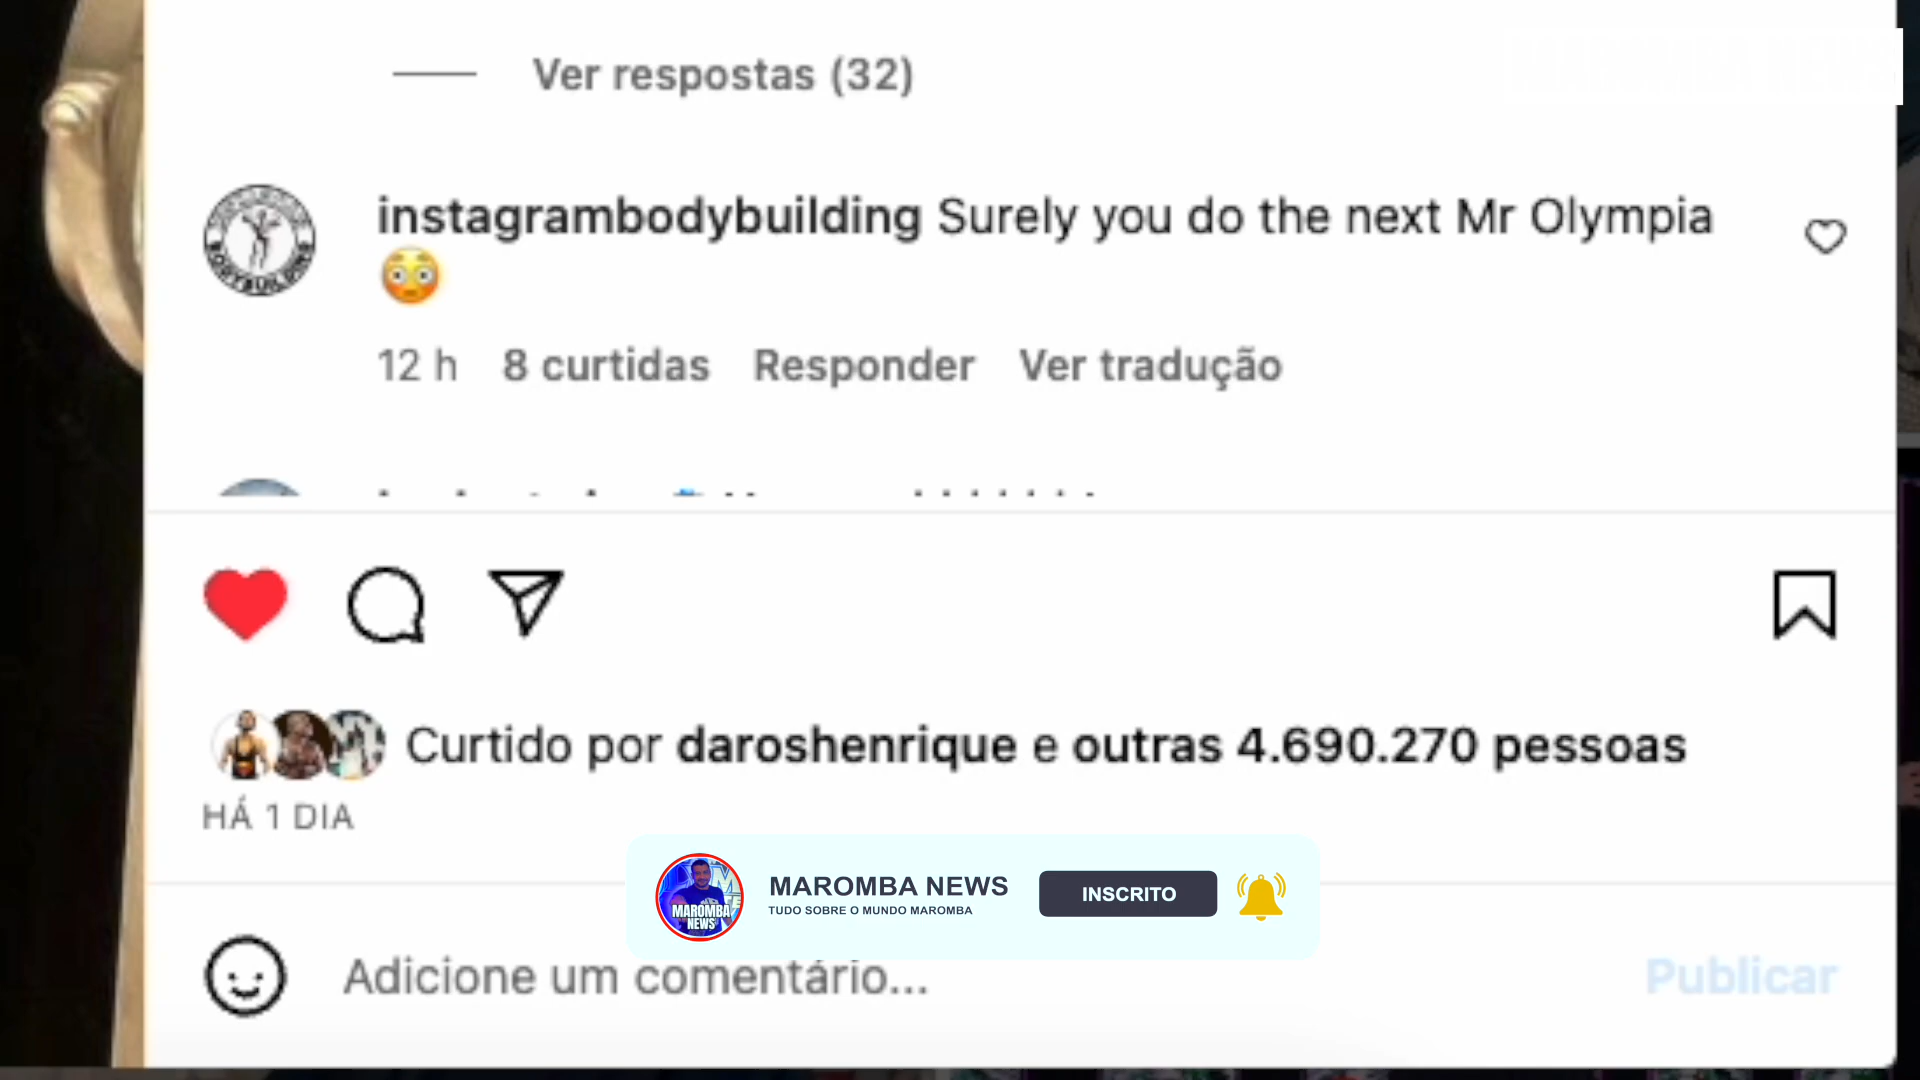 Ver respostas (32)
instagrambodybuilding Surely you do the next Mr Olympia
😳
12 h 8 curtidas Responder Ver tradução
Curtido por daroshenrique e outras 4.690.270 pessoas
HÁ 1 DIA
MAROMBA NEWS
TUDO SOBRE O MUNDO MAROMBA
INSCRITO
MAROMBA
NEWS
Adicione um comentário...
Publicar